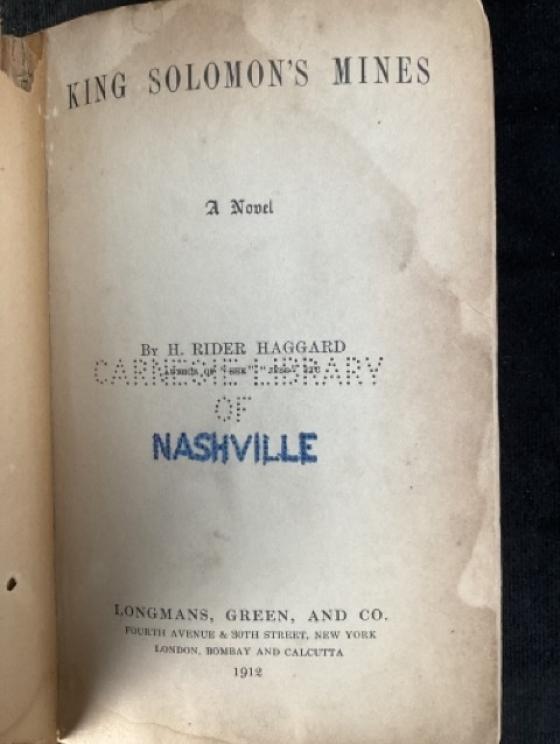 KING SOLOMON'S MINES
A Novel
By H. RIDER HAGGARD
CARNEGIE LIBRARY
OF
NASHVILLE
LONGMANS, GREEN, AND CO.
FOURTH AVENUE & 30TH STREET, NEW YORK
LONDON, BOMBAY AND CALCUTTA
1912